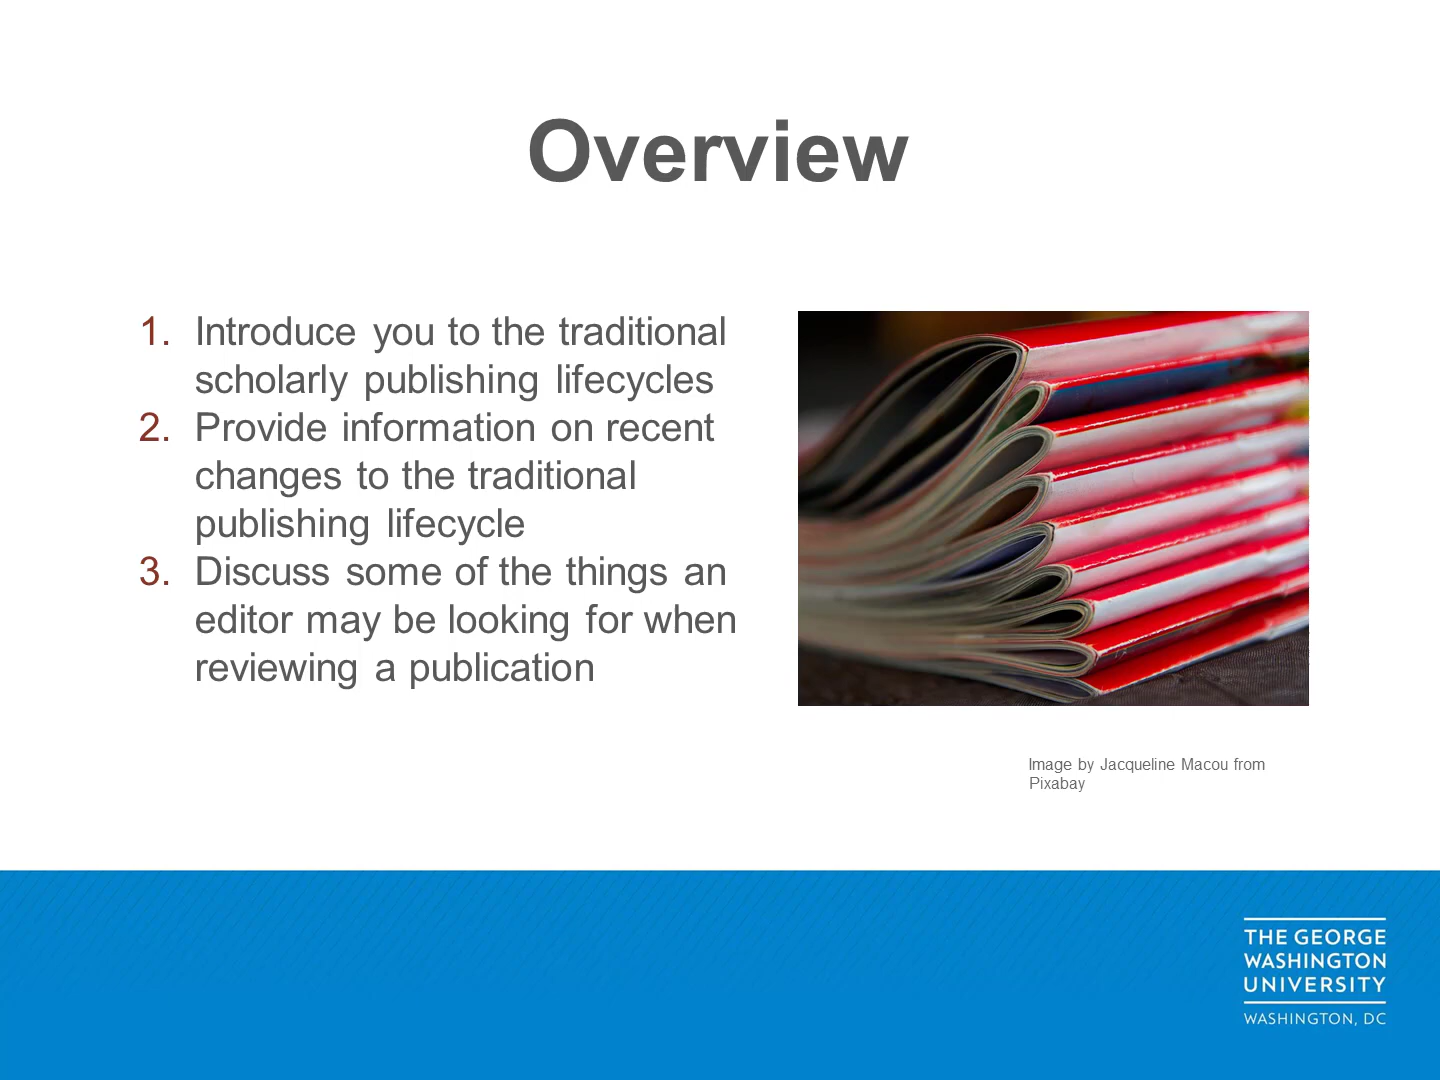 Overview
1. Introduce you to the traditional
scholarly publishing lifecycles
2. Provide information on recent
changes to the traditional
publishing lifecycle
3. Discuss some of the things an
editor may be looking for when
reviewing a publication
Image by Jacqueline Macou from
Pixabay
THE GEORGE
WASHINGTON
UNIVERSITY
WASHINGTON, DC